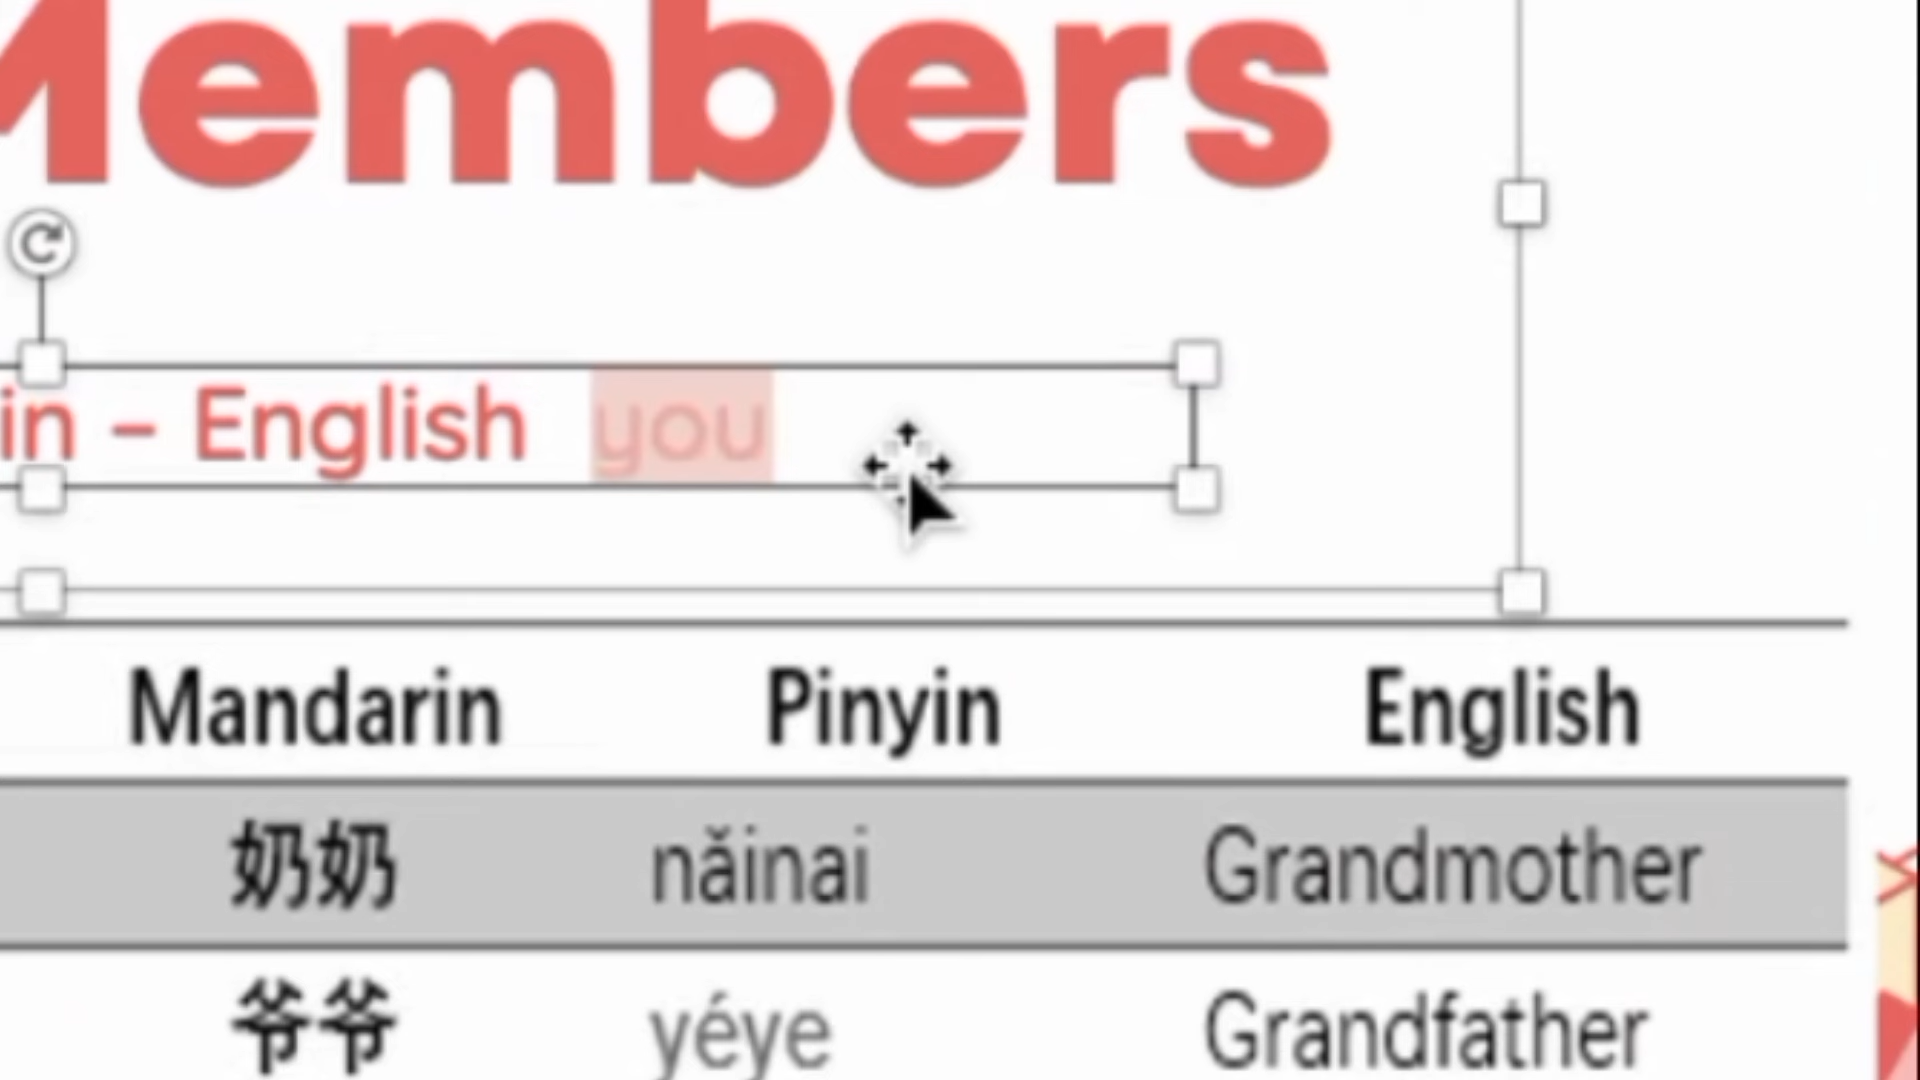 Members
in – English you
Mandarin Pinyin English
奶奶 nǎinai Grandmother
爷爷 yéye Grandfather